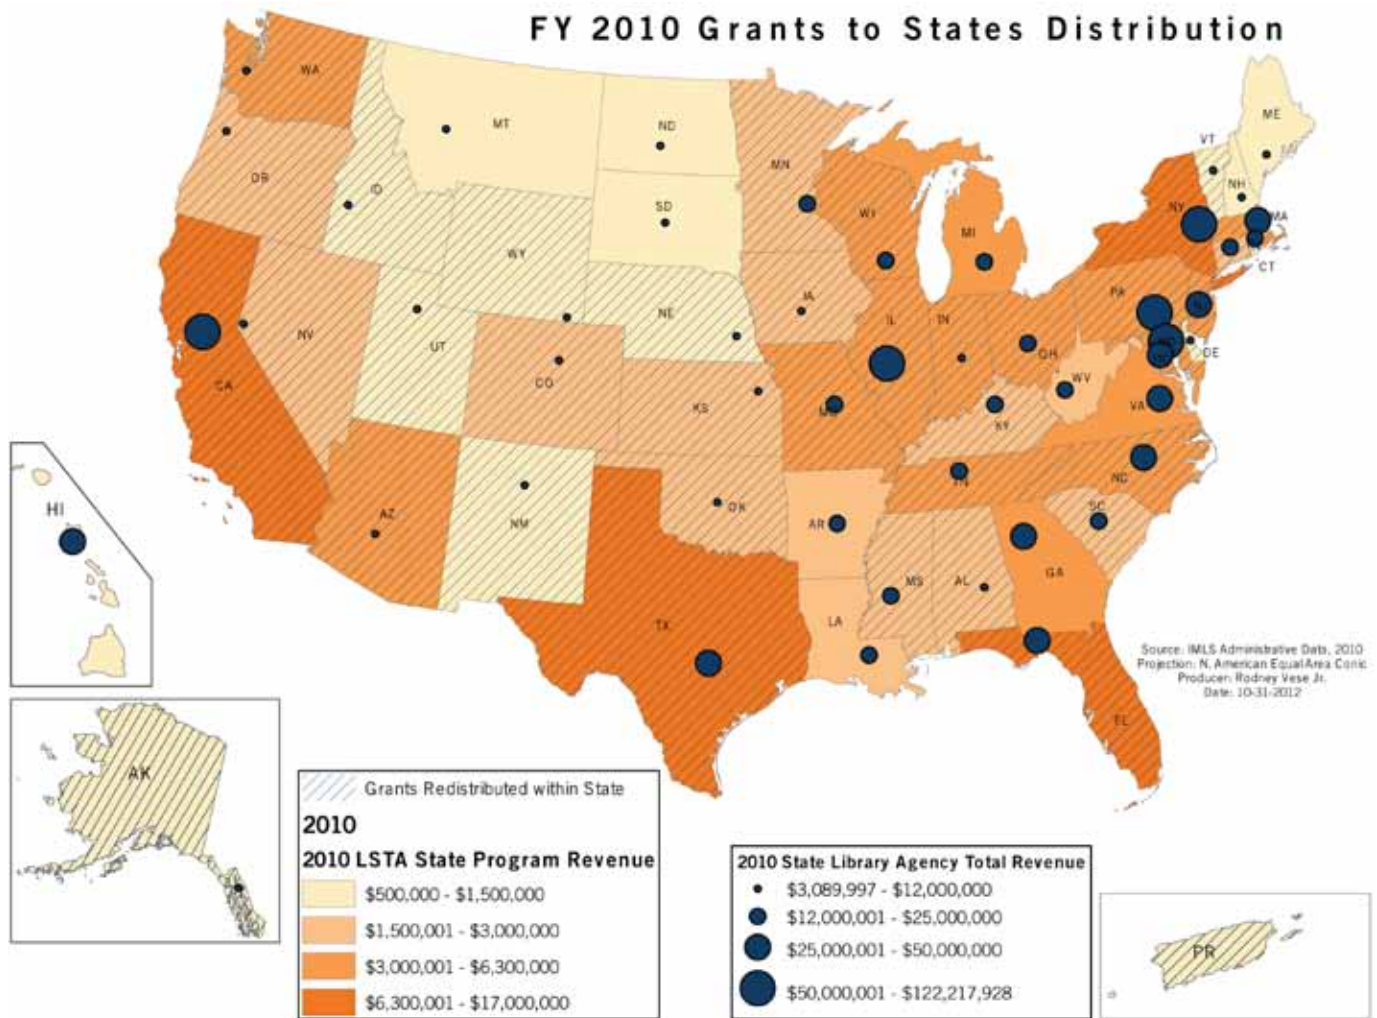 FY 2010 Grants to States Distribution
WA
MT
ND
MN
ME
VT
NH
OR
ID
SD
WY
MI
NY
MA
CT
WY
IA
NE
PA
NV
UT
IL
IN
OH
DE
CA
CO
KS
MO
WV
VA
KY
HI
AZ
NM
OK
AR
TN
NC
SC
MS
AL
GA
TX
LA
FL
Source: IMLS Administrative Data, 2010
Projection: N. American EqualArea Conic
Producer: Rodney Vese Jr.
Date: 10-31-2012
AK
Grants Redistributed within State
2010
2010 LSTA State Program Revenue
$500,000 - $1,500,000
$1,500,001 - $3,000,000
$3,000,001 - $6,300,000
$6,300,001 - $17,000,000
2010 State Library Agency Total Revenue
$3,089,997 - $12,000,000
$12,000,001 - $25,000,000
$25,000,001 - $50,000,000
$50,000,001 - $122,217,928
PR